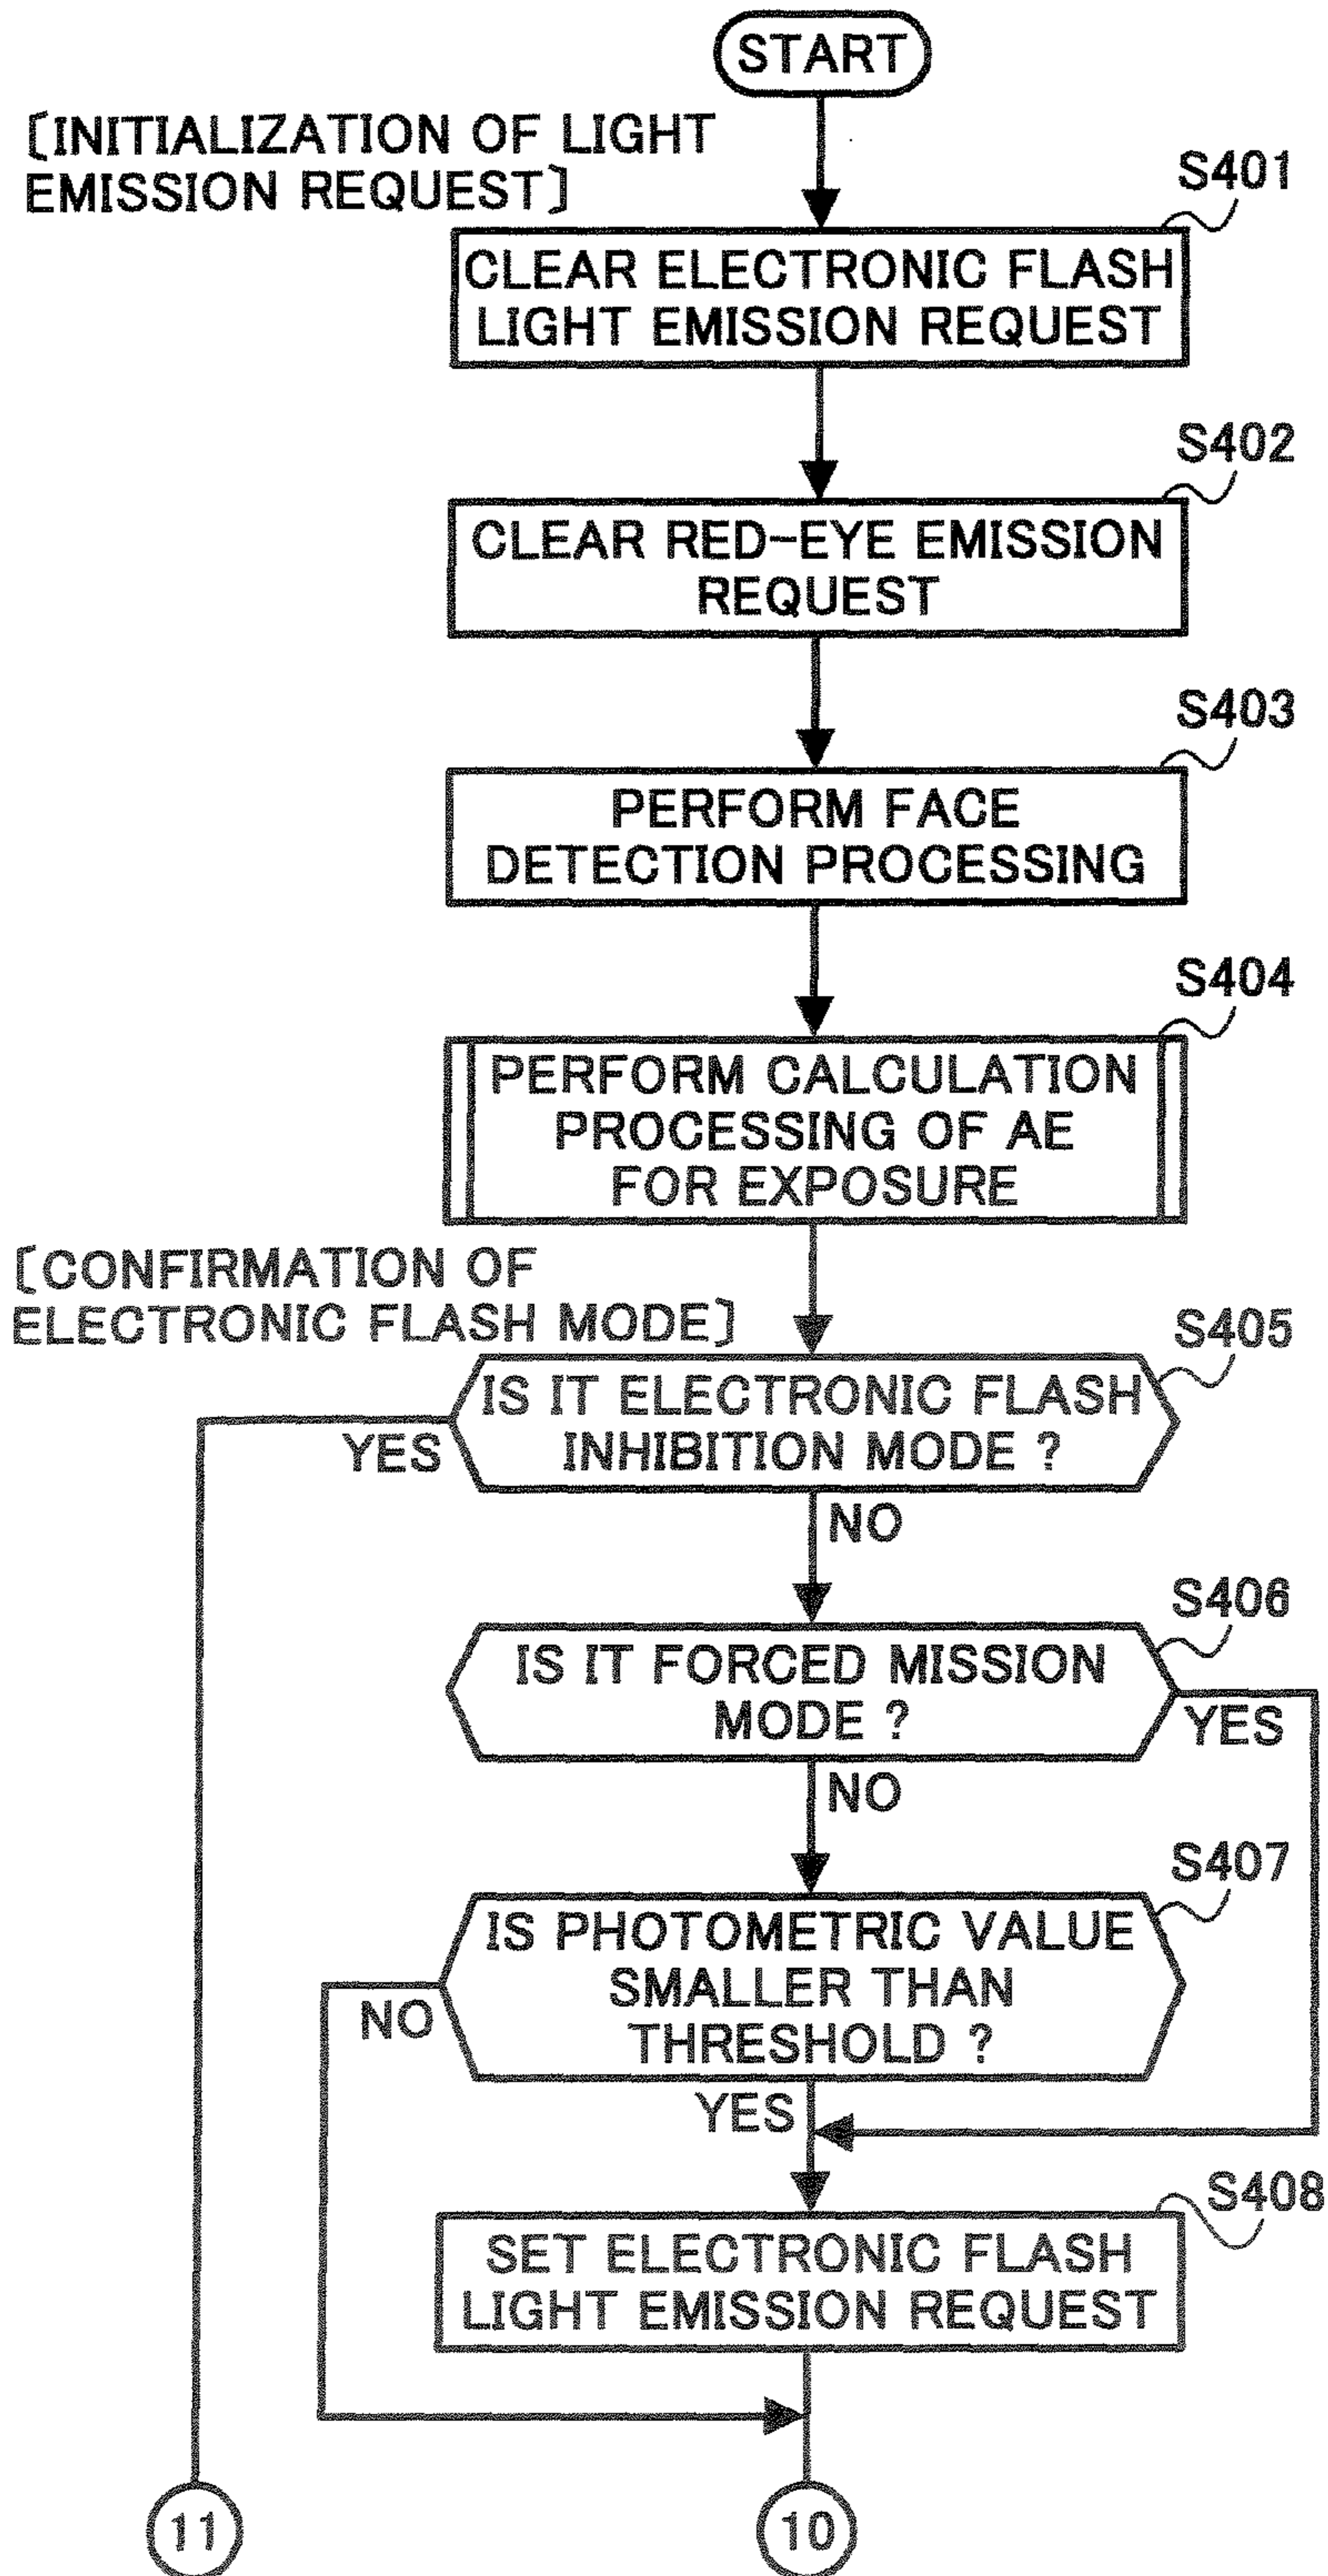 START
[INITIALIZATION OF LIGHT
EMISSION REQUEST]
S401
CLEAR ELECTRONIC FLASH
LIGHT EMISSION REQUEST
S402
CLEAR RED-EYE EMISSION
REQUEST
S403
PERFORM FACE
DETECTION PROCESSING
S404
PERFORM CALCULATION
PROCESSING OF AE
FOR EXPOSURE
[CONFIRMATION OF
ELECTRONIC FLASH MODE]
S405
IS IT ELECTRONIC FLASH
INHIBITION MODE ?
YES
NO
S406
IS IT FORCED MISSION
MODE ?
YES
NO
S407
IS PHOTOMETRIC VALUE
SMALLER THAN
THRESHOLD ?
NO
YES
S408
SET ELECTRONIC FLASH
LIGHT EMISSION REQUEST
11
10